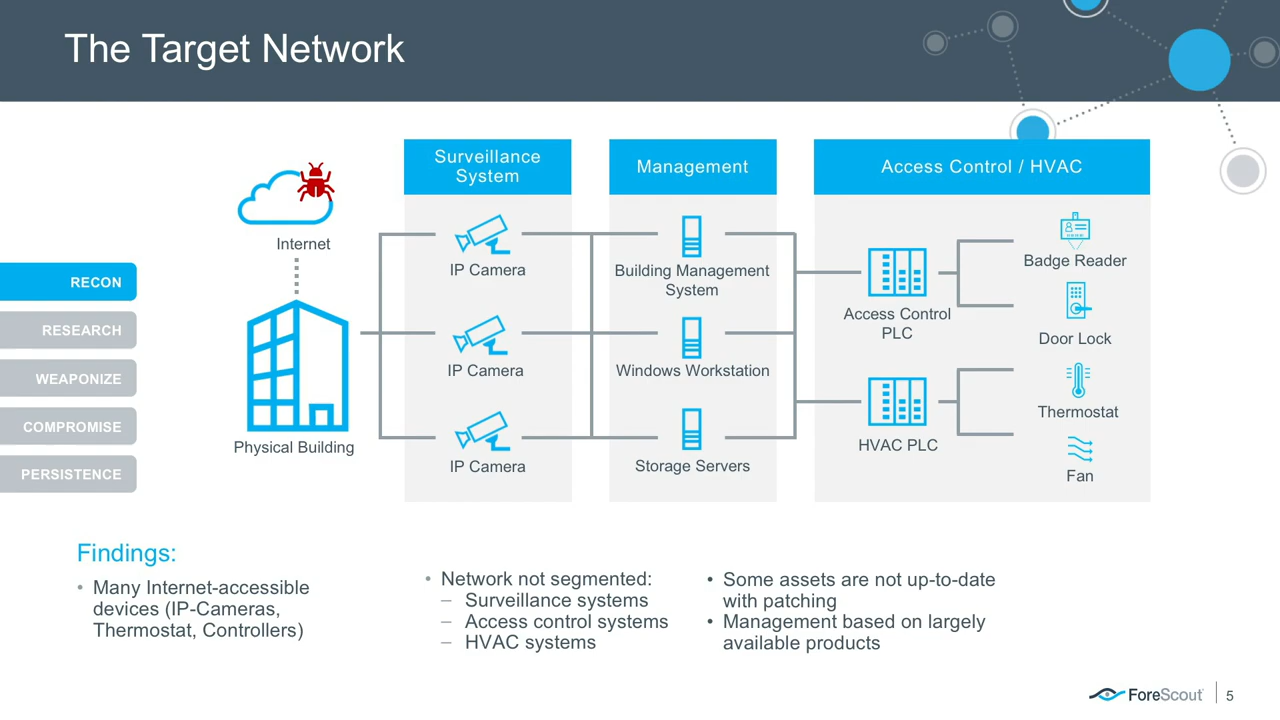 The Target Network
Internet
Physical Building
RECON
RESEARCH
WEAPONIZE
COMPROMISE
PERSISTENCE
Surveillance
System
IP Camera
IP Camera
IP Camera
Management
Building Management
System
Windows Workstation
Storage Servers
Access Control / HVAC
Access Control
PLC
HVAC PLC
Badge Reader
Door Lock
Thermostat
Fan
Findings:
• Many Internet-accessible
devices (IP-Cameras,
Thermostat, Controllers)
• Network not segmented:
– Surveillance systems
– Access control systems
– HVAC systems
• Some assets are not up-to-date
with patching
• Management based on largely
available products
ForeScout
5